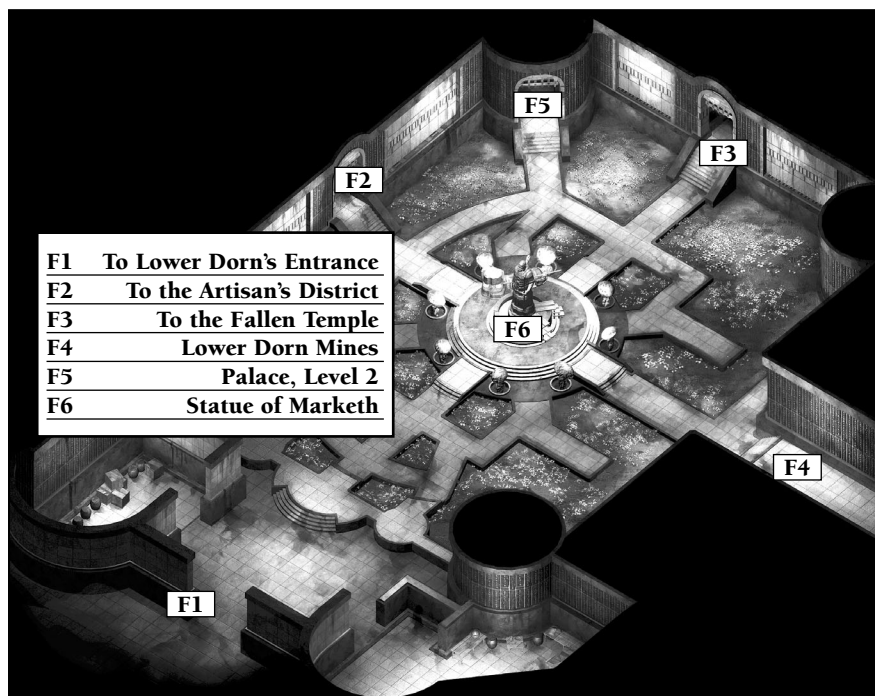 F5
F3
F2
F1 To Lower Dorn's Entrance
F2 To the Artisan's District
F3 To the Fallen Temple
F4 Lower Dorn Mines
F5 Palace, Level 2
F6 Statue of Marketh
F6
F4
F1